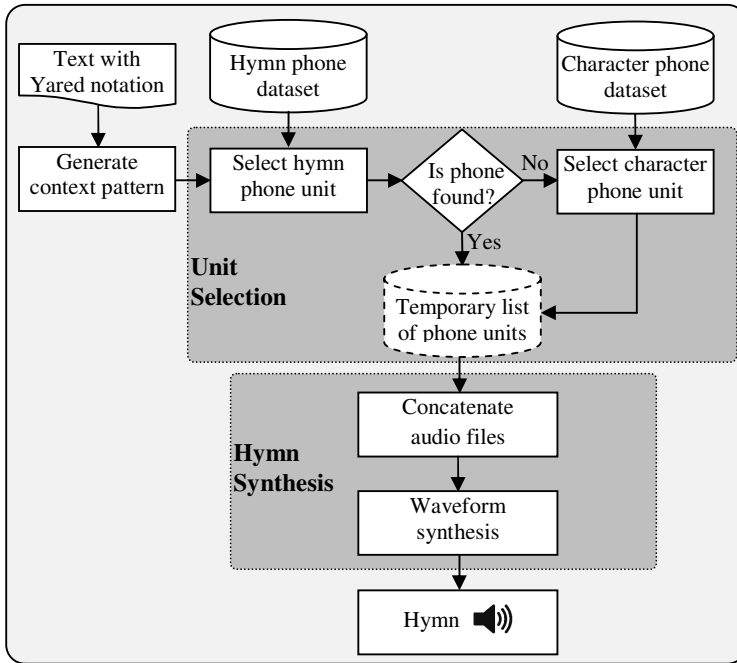 Text with
Yared notation
Hymn phone
dataset
Character phone
dataset
Generate
context pattern
Select hymn
phone unit
Is phone
found?
No
Select character
phone unit
Yes
Unit
Selection
Temporary list
of phone units
Concatenate
audio files
Hymn
Synthesis
Waveform
synthesis
Hymn